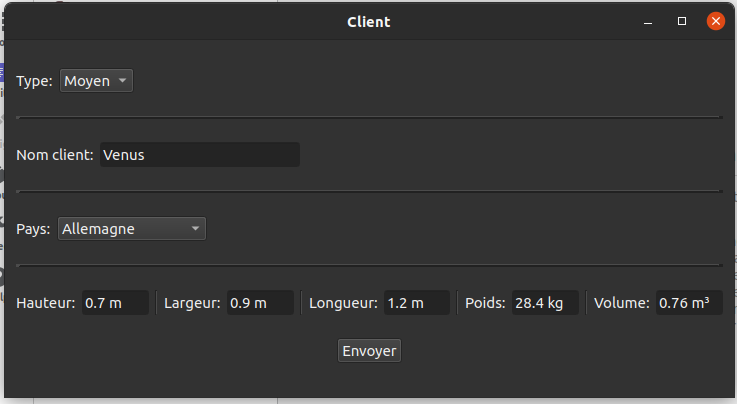 Client
Type: Moyen
Nom client: Venus
Pays: Allemagne
Hauteur: 0.7 m Largeur: 0.9 m Longueur: 1.2 m Poids: 28.4 kg Volume: 0.76 m³
Envoyer